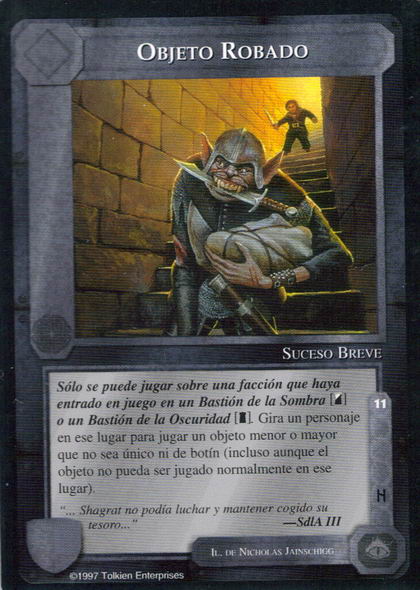 OBJETO ROBADO
SUCESO BREVE
Sólo se puede jugar sobre una facción que haya
entrado en juego en un Bastión de la Sombra [ ]
o un Bastión de la Oscuridad [ ]. Gira un personaje
en ese lugar para jugar un objeto menor o mayor
que no sea único ni de botín (incluso aunque el
objeto no pueda ser jugado normalmente en ese
lugar).
11
H
"... Shagrat no podía luchar y mantener cogido su
tesoro..." —SdlA III
IL. DE NICHOLAS JAINSCHIGG
©1997 Tolkien Enterprises